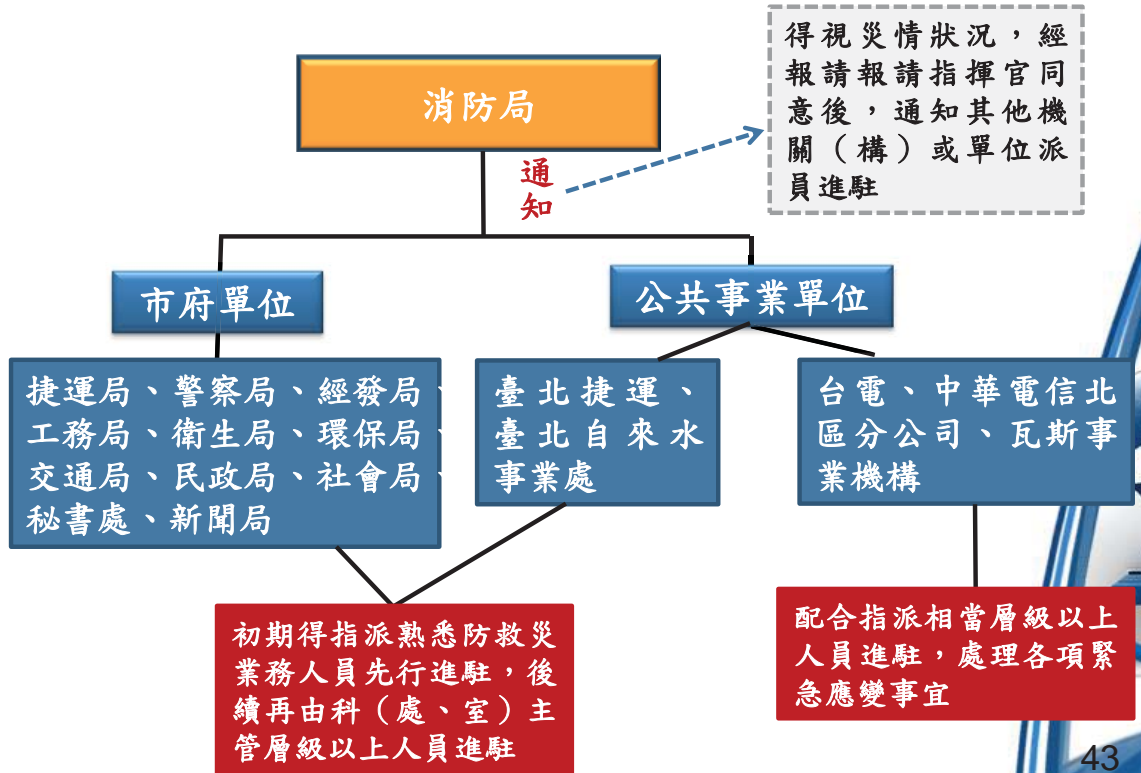 消防局
通
知
得視災情狀況，經
報請報請指揮官同
意後，通知其他機
關（構）或單位派
員進駐
市府單位
公共事業單位
捷運局、警察局、經發局、
工務局、衛生局、環保局、
交通局、民政局、社會局、
秘書處、新聞局
臺北捷運、
臺北自來水
事業處
台電、中華電信北
區分公司、瓦斯事
業機構
初期得指派熟悉防救災
業務人員先行進駐，後
續再由科（處、室）主
管層級以上人員進駐
配合指派相當層級以上
人員進駐，處理各項緊
急應變事宜
43